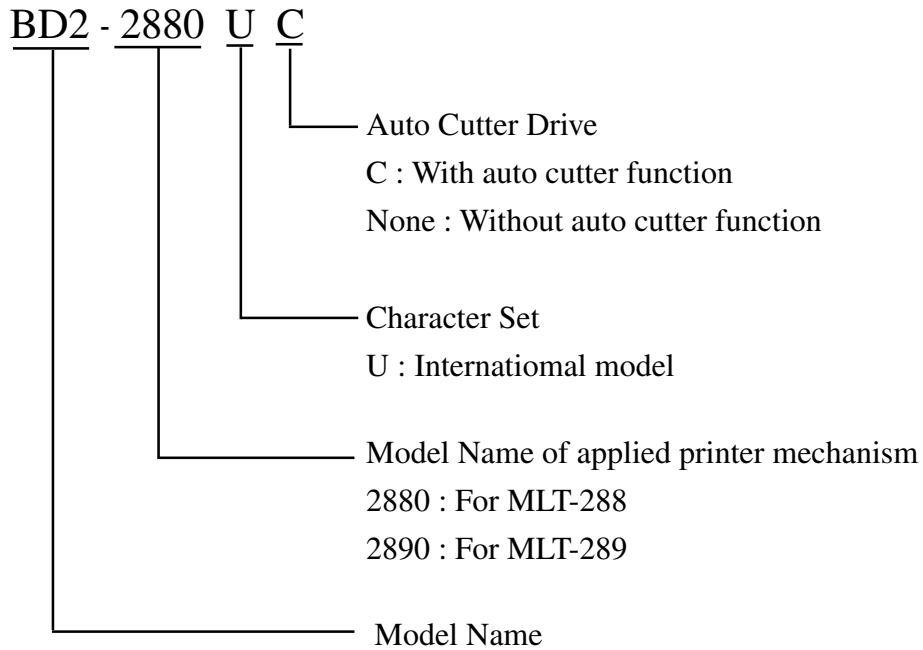 BD2 - 2880 U C
Auto Cutter Drive
C : With auto cutter function
None : Without auto cutter function
Character Set
U : Internatiomal model
Model Name of applied printer mechanism
2880 : For MLT-288
2890 : For MLT-289
Model Name